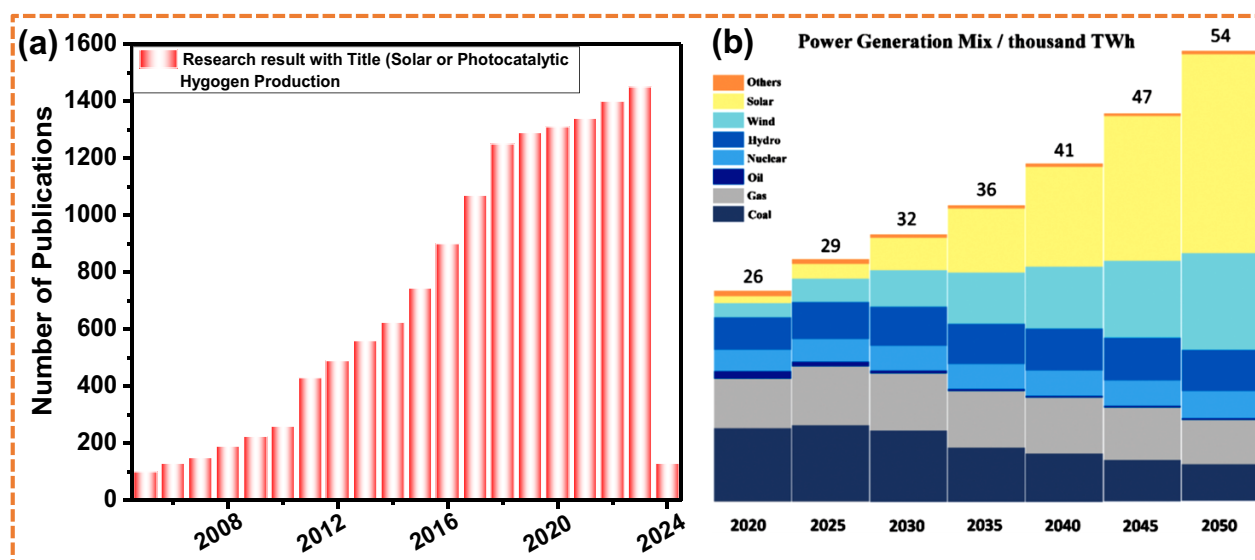 (a)
1600
1400
1200
1000
800
600
400
200
0
Number of Publications
Research result with Title (Solar or Photocatalytic
Hygogen Production
2008
2012
2016
2020
2024
(b)
Power Generation Mix / thousand TWh
Others
Solar
Wind
Hydro
Nuclear
Oil
Gas
Coal
26
29
32
36
41
47
54
2020
2025
2030
2035
2040
2045
2050